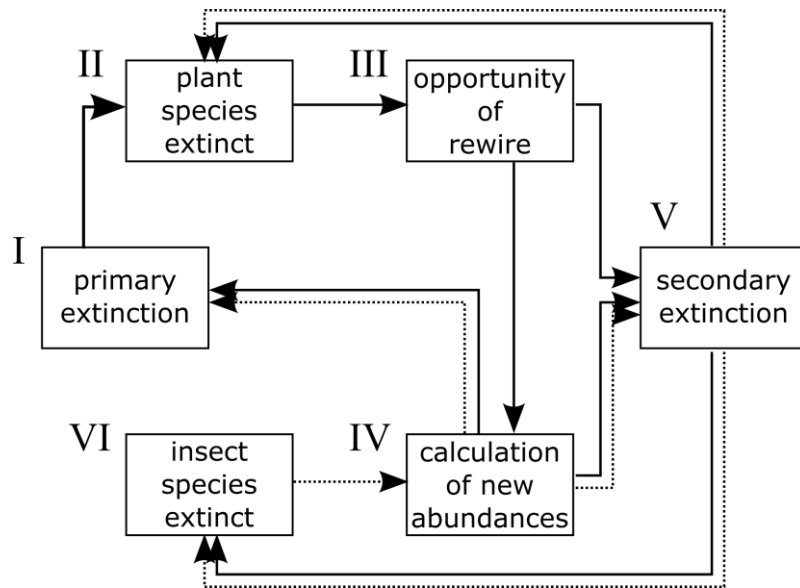 II
plant
species
extinct
III
opportunity
of
rewire
I
primary
extinction
V
secondary
extinction
VI
insect
species
extinct
IV
calculation
of new
abundances